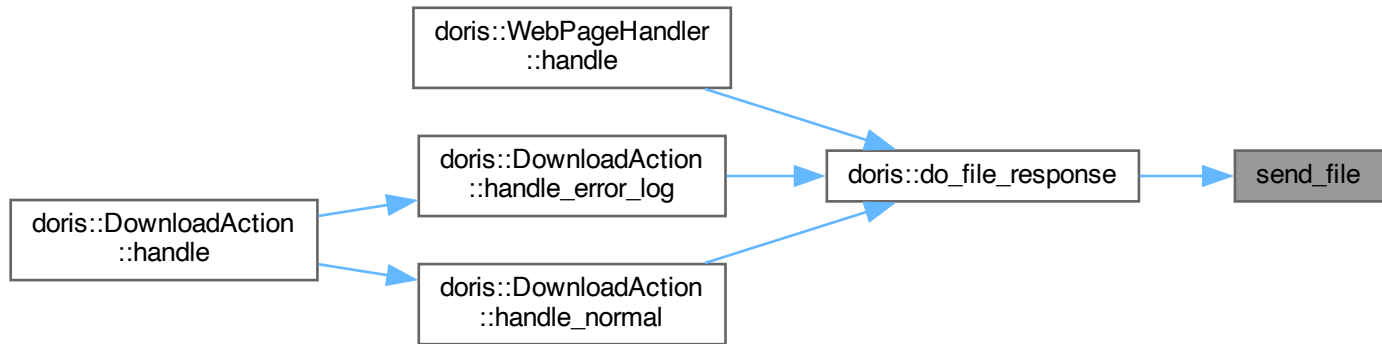 doris::WebPageHandler
::handle
doris::DownloadAction
::handle_error_log
doris::do_file_response
send_file
doris::DownloadAction
::handle
doris::DownloadAction
::handle_normal